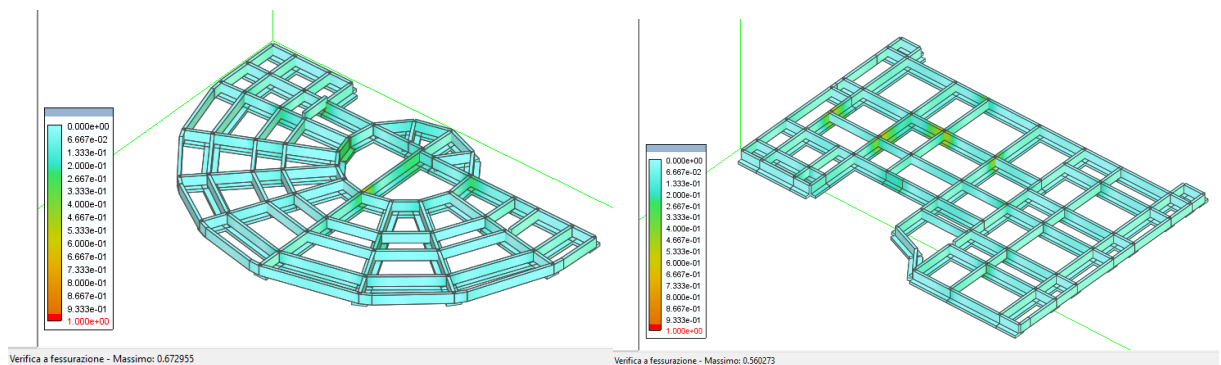 0.000e+00
6.667e-02
1.333e-01
2.000e-01
2.667e-01
3.333e-01
4.000e-01
4.667e-01
5.333e-01
6.000e-01
6.667e-01
7.333e-01
8.000e-01
8.667e-01
9.333e-01
1.000e+00
Verifica a fessurazione - Massimo: 0.672955
0.000e+00
6.667e-02
1.333e-01
2.000e-01
2.667e-01
3.333e-01
4.000e-01
4.667e-01
5.333e-01
6.000e-01
6.667e-01
7.333e-01
8.000e-01
8.667e-01
9.333e-01
1.000e+00
Verifica a fessurazione - Massimo: 0.560273